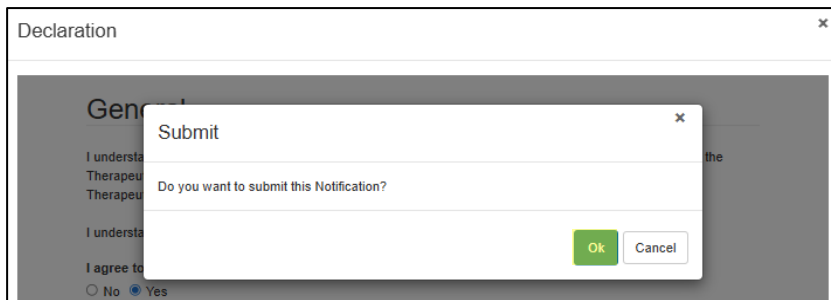 Declaration
×
General
Submit
×
I understa
the
Therapeu
Do you want to submit this Notification?
Therapeu
I understa
Ok
Cancel
I agree to
No
Yes